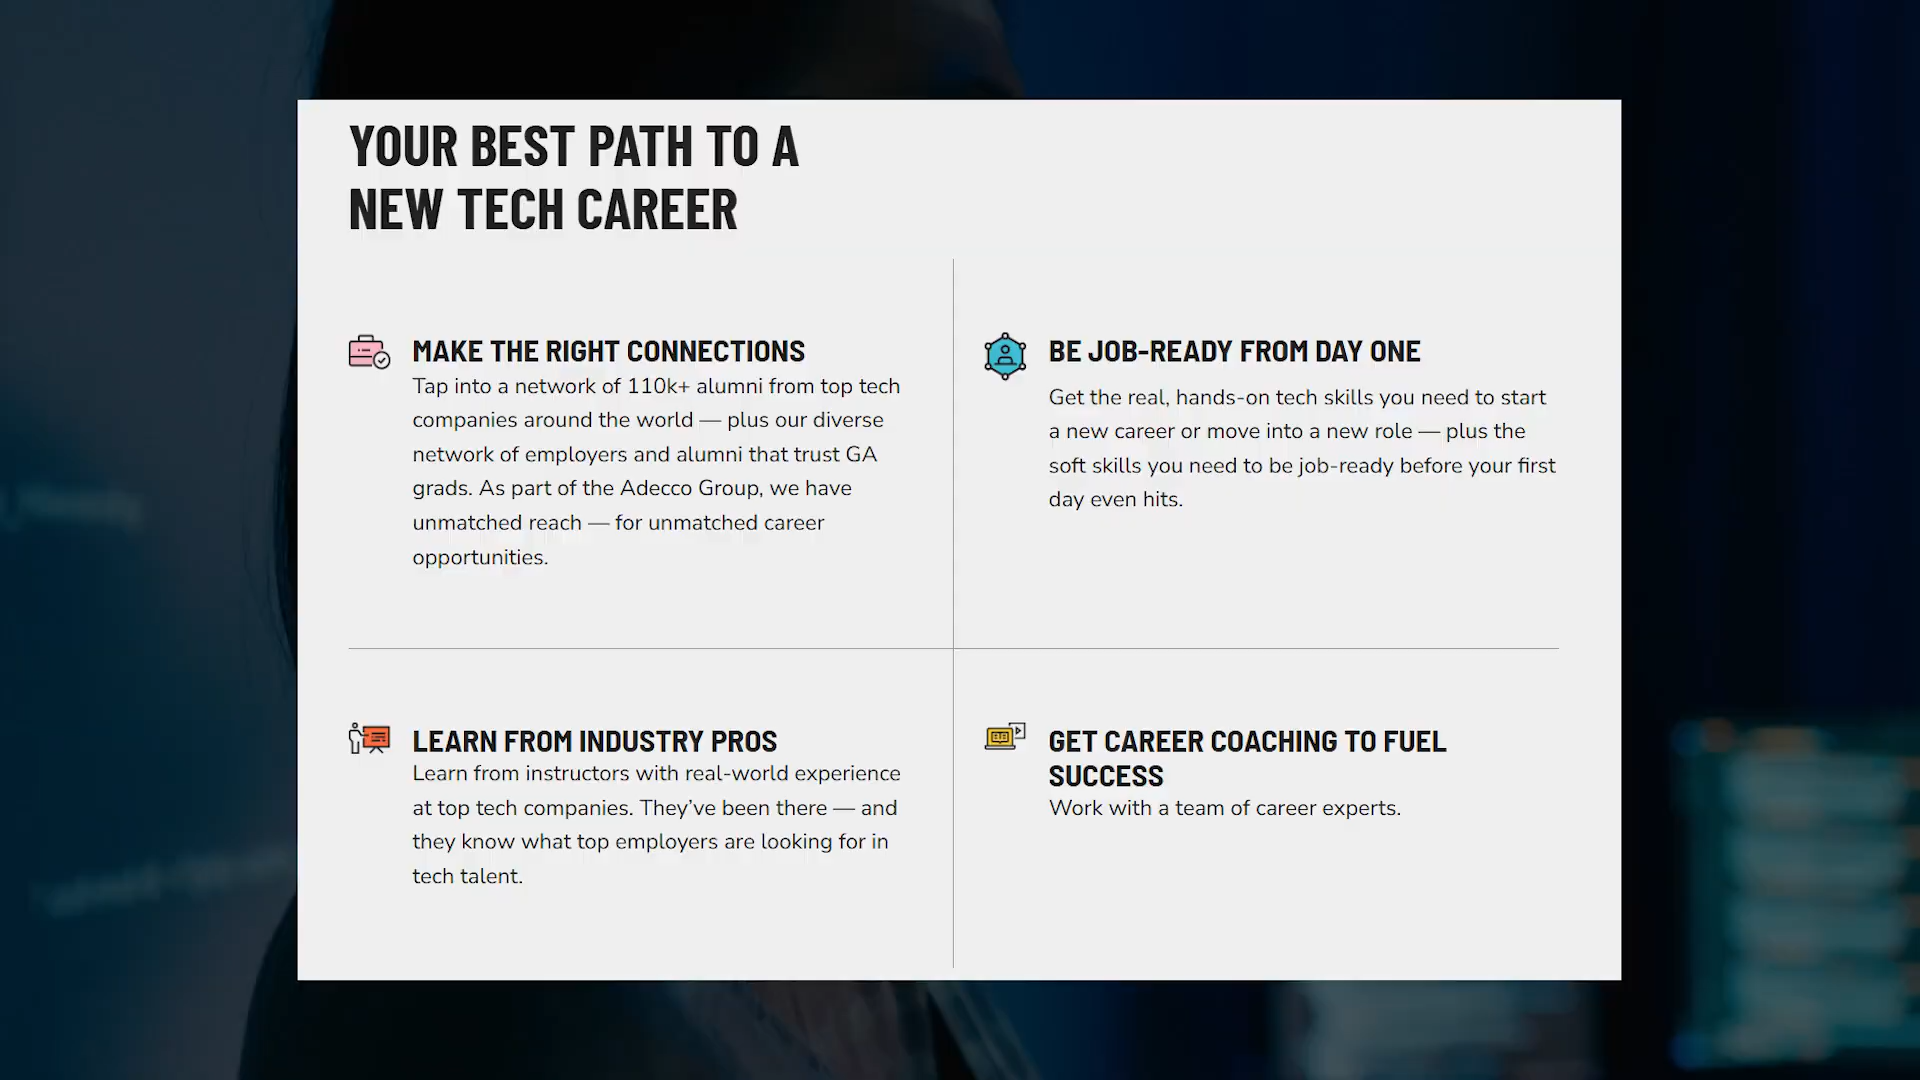 YOUR BEST PATH TO A
NEW TECH CAREER
MAKE THE RIGHT CONNECTIONS
Tap into a network of 110k+ alumni from top tech
companies around the world — plus our diverse
network of employers and alumni that trust GA
grads. As part of the Adecco Group, we have
unmatched reach — for unmatched career
opportunities.
BE JOB-READY FROM DAY ONE
Get the real, hands-on tech skills you need to start
a new career or move into a new role — plus the
soft skills you need to be job-ready before your first
day even hits.
LEARN FROM INDUSTRY PROS
Learn from instructors with real-world experience
at top tech companies. They’ve been there — and
they know what top employers are looking for in
tech talent.
GET CAREER COACHING TO FUEL
SUCCESS
Work with a team of career experts.